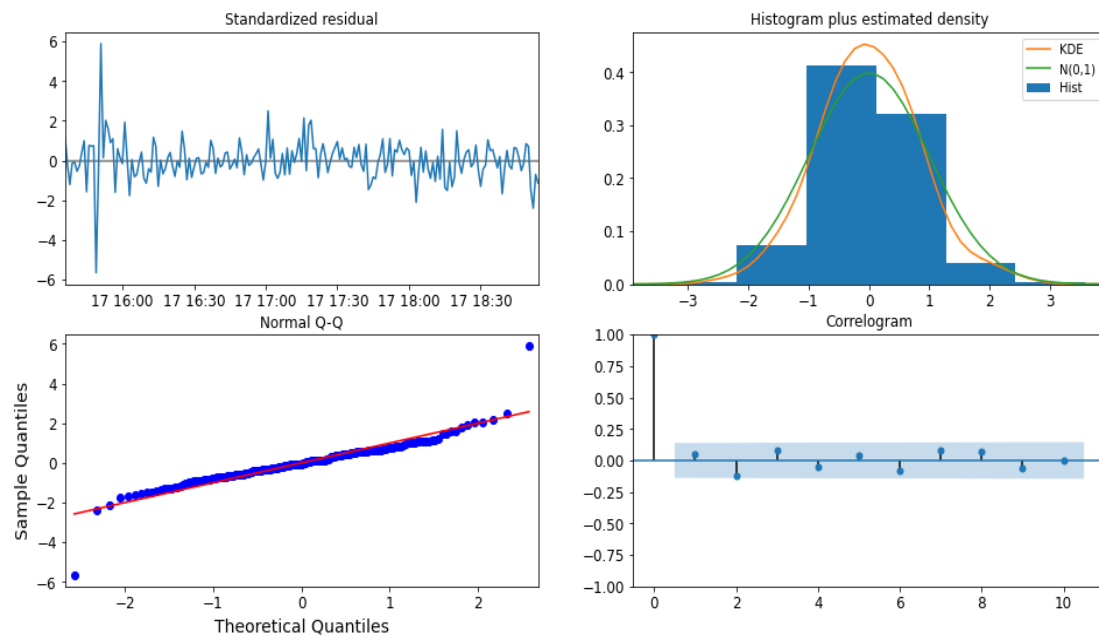 Standardized residual
6
4
2
0
−2
−4
−6
17 16:00 17 16:30 17 17:00 17 17:30 17 18:00 17 18:30
Histogram plus estimated density
KDE
N(0,1)
Hist
0.4
0.3
0.2
0.1
0.0
−3 −2 −1 0 1 2 3
Normal Q-Q
Sample Quantiles
6
4
2
0
−2
−4
−6
−2 −1 0 1 2
Theoretical Quantiles
Correlogram
1.00
0.75
0.50
0.25
0.00
−0.25
−0.50
−0.75
−1.00
0 2 4 6 8 10